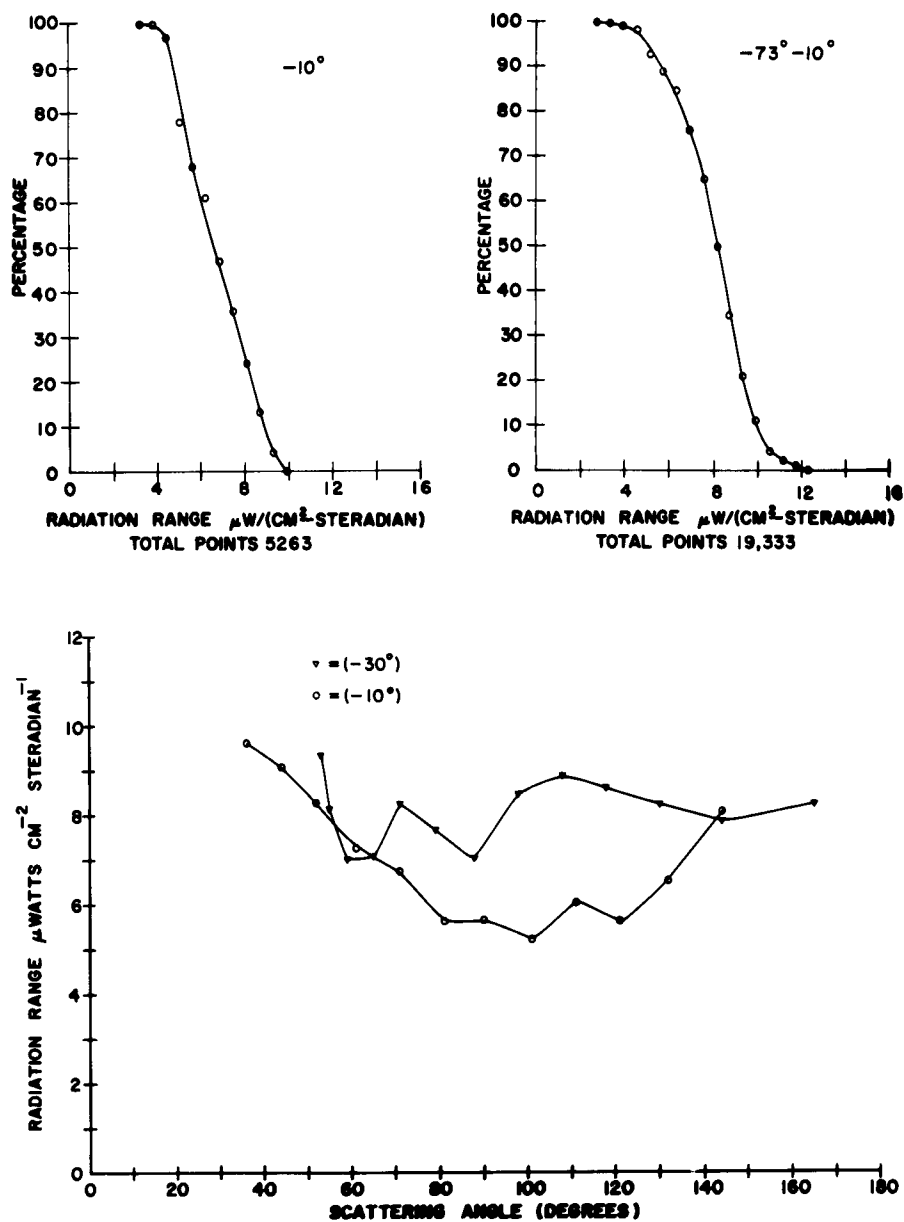 100
90
80
70
60
50
40
30
20
10
0
PERCENTAGE
−10°
0 4 8 12 16
RADIATION RANGE μW/(CM²-STERADIAN)
TOTAL POINTS 5263
100
90
80
70
60
50
40
30
20
10
0
PERCENTAGE
−73°-10°
0 4 8 12 16
RADIATION RANGE μW/(CM²-STERADIAN)
TOTAL POINTS 19,333
12
10
8
6
4
2
0
RADIATION RANGE μWATTS CM⁻² STERADIAN⁻¹
▽ = (−30°)
○ = (−10°)
0 20 40 60 80 100 120 140 160 180
SCATTERING ANGLE (DEGREES)